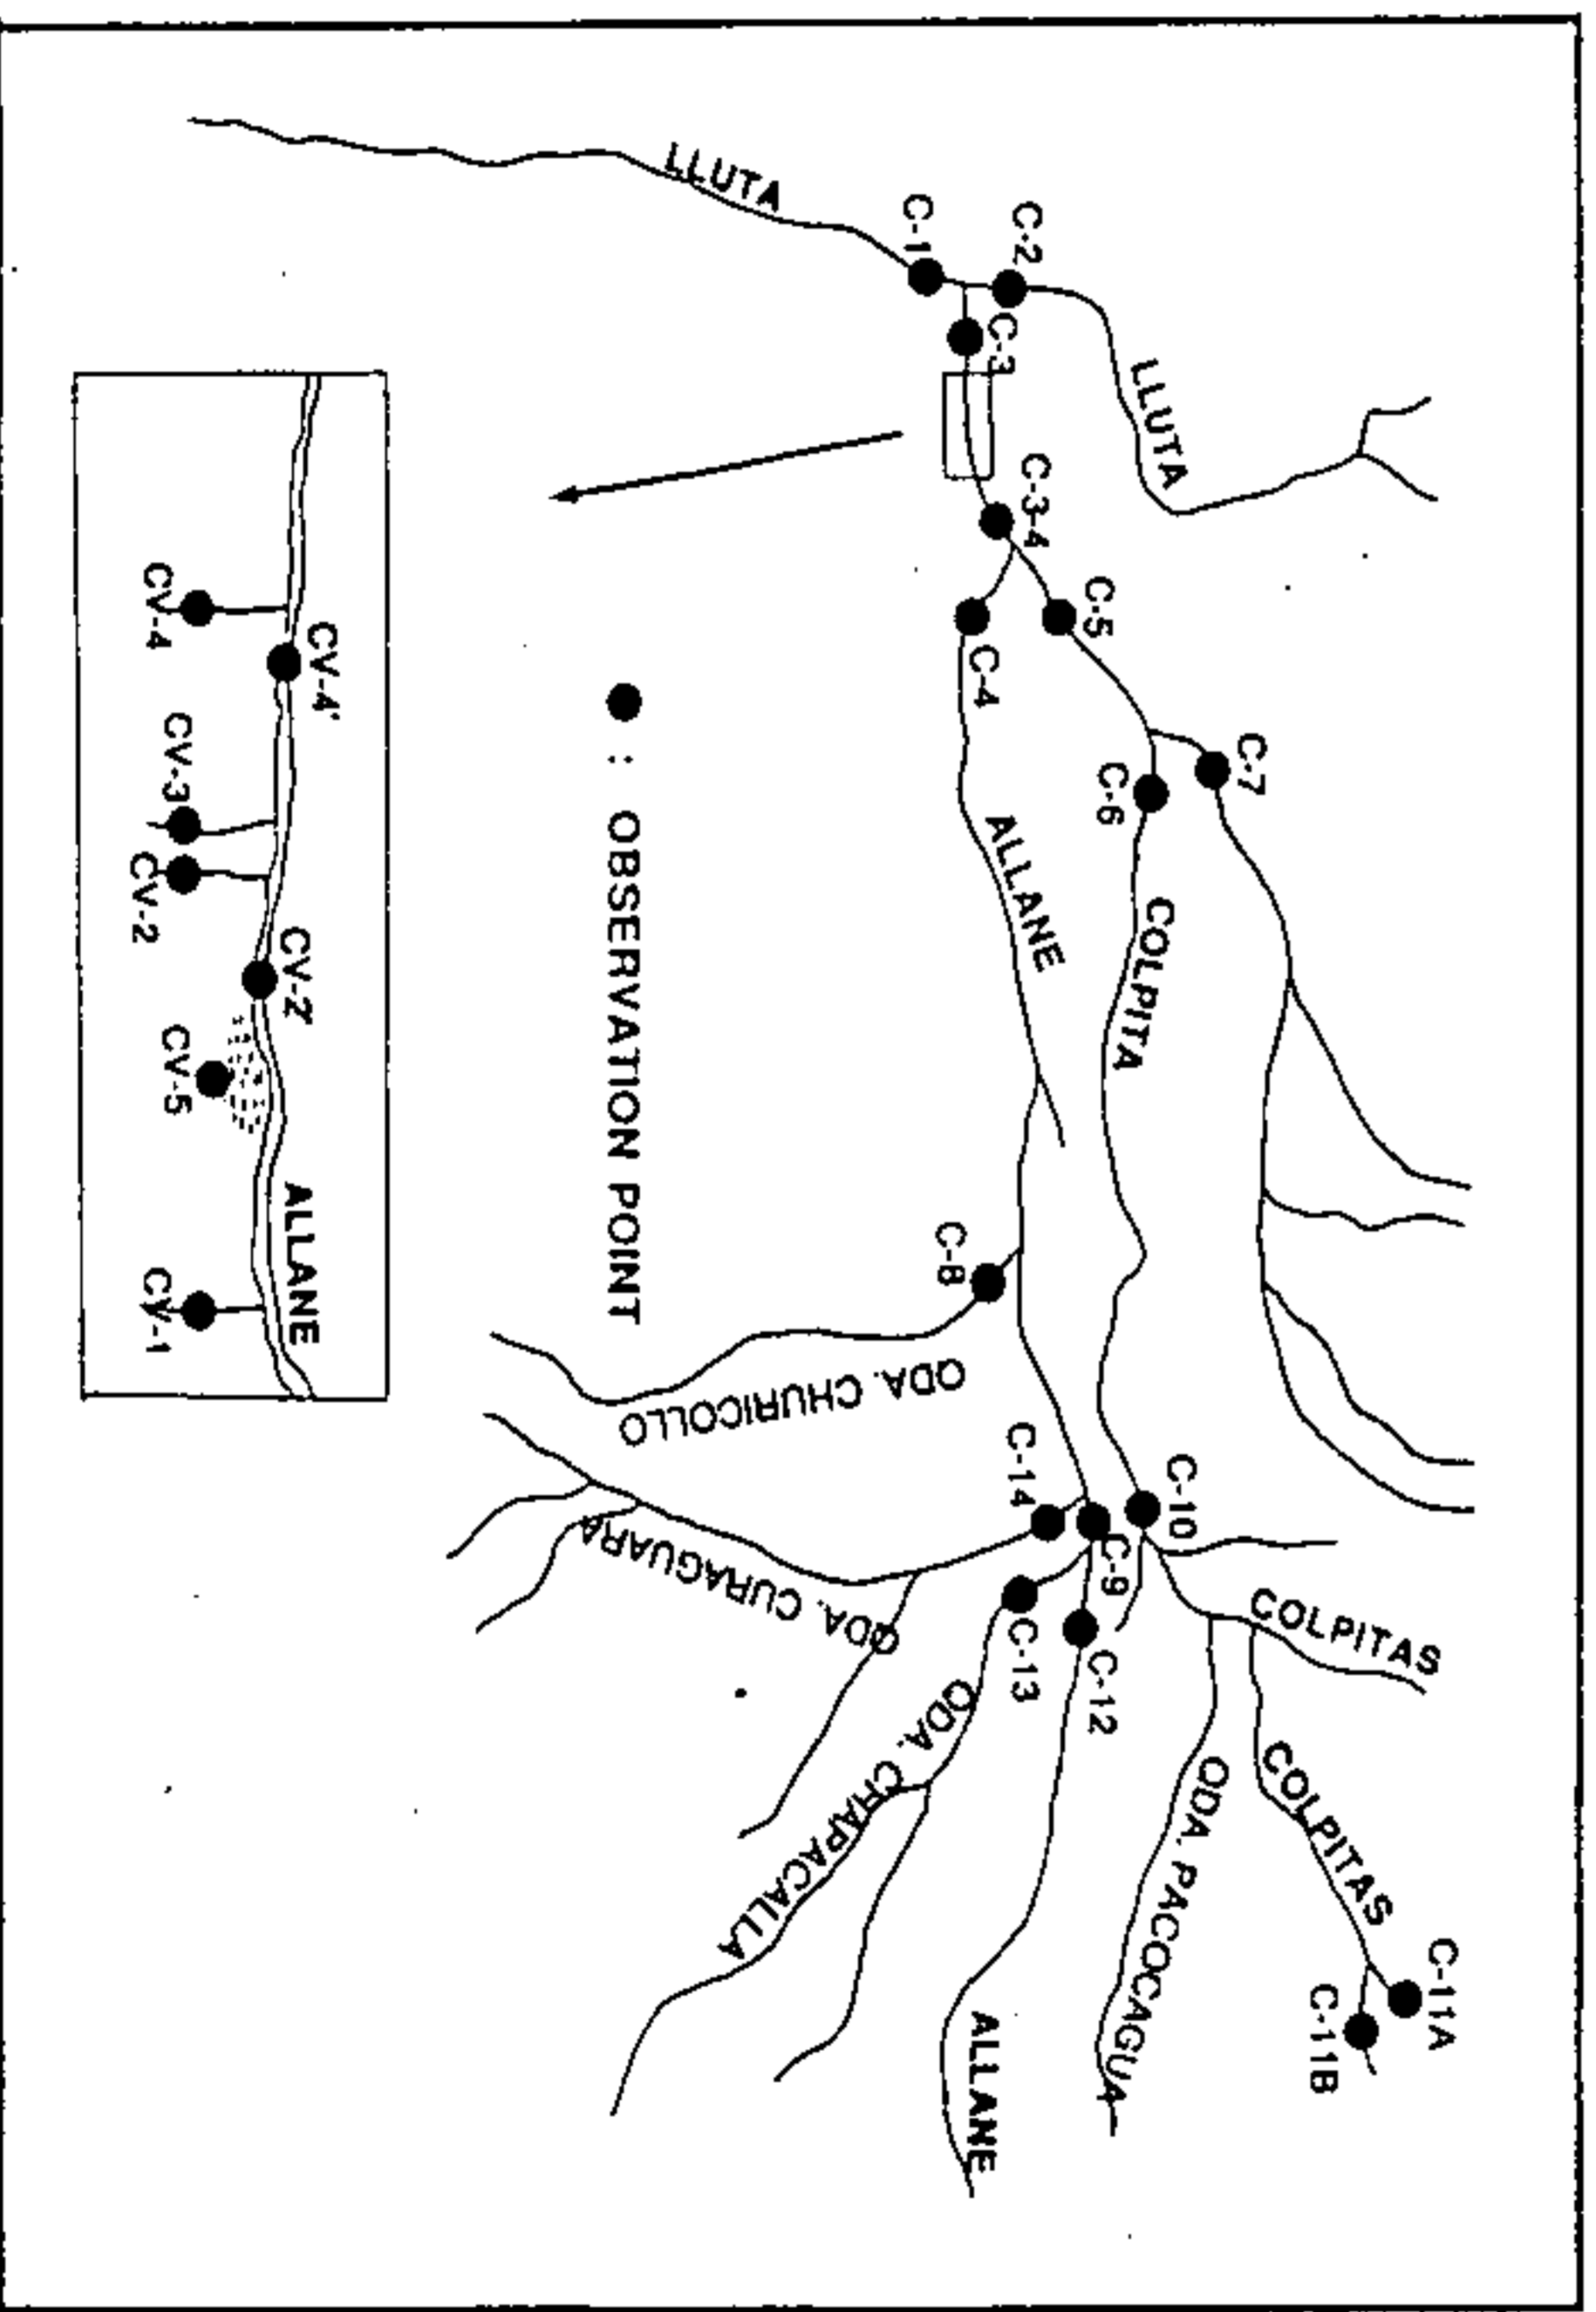 LLUTA
C-1
C-2
LLUTA
C-3
C-3-4
C-5
C-4
C-7
C-6
ALLANE
COLPITA
C-8
QDA. CHURICOLLO
C-14
C-10
C-9
QDA. CURAGUARA
C-13
C-12
COLPITAS
COLPITAS
QDA. CHAPACALLA
QDA. PACOCAGUA
ALLANE
C-11A
C-11B
: OBSERVATION POINT
CV-4
CV-4'
CV-3
CV-2
CV-2'
CV-5
ALLANE
CV-1